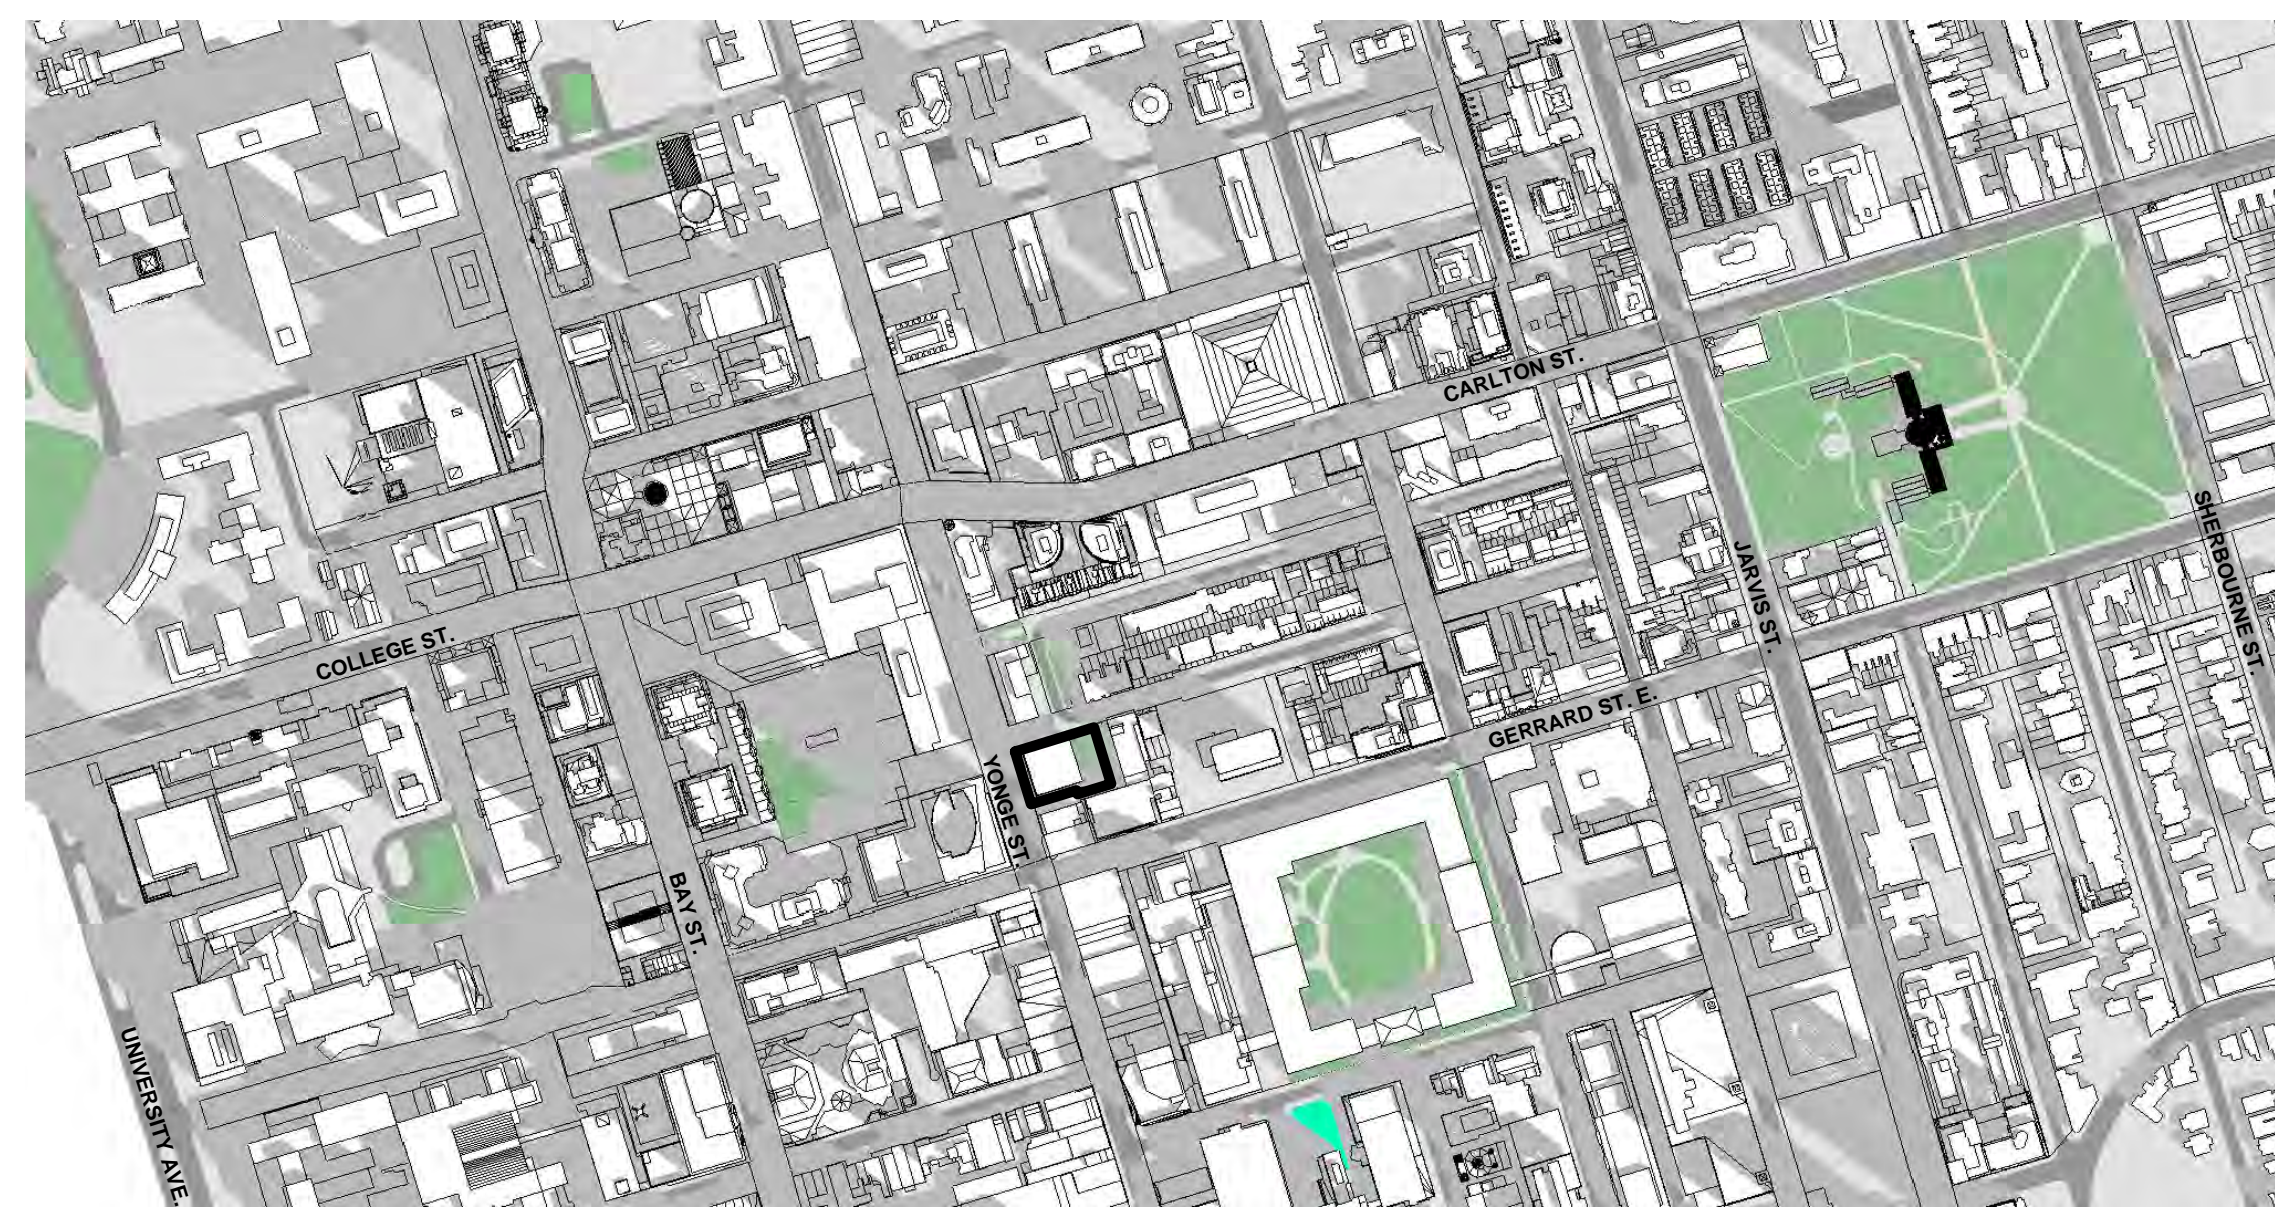 CARLTON ST.
SHERBOURNE ST.
JARVIS ST.
COLLEGE ST.
GERRARD ST. E.
YONGE ST.
BAY ST.
UNIVERSITY AVE.